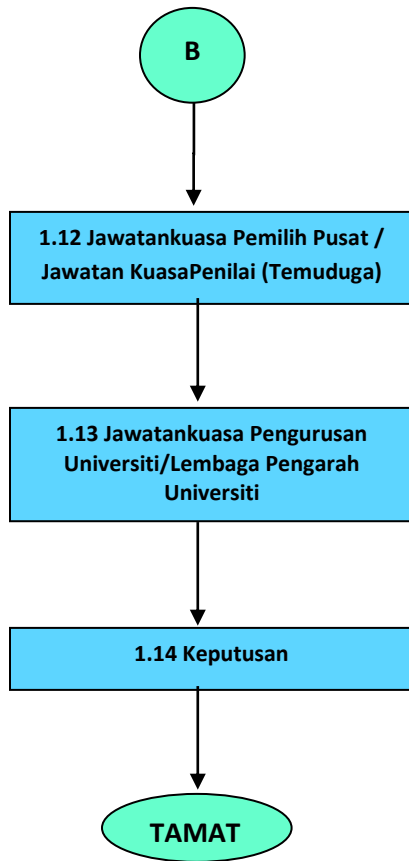 B
1.12 Jawatankuasa Pemilih Pusat /
Jawatan KuasaPenilai (Temuduga)
1.13 Jawatankuasa Pengurusan
Universiti/Lembaga Pengarah
Universiti
1.14 Keputusan
TAMAT